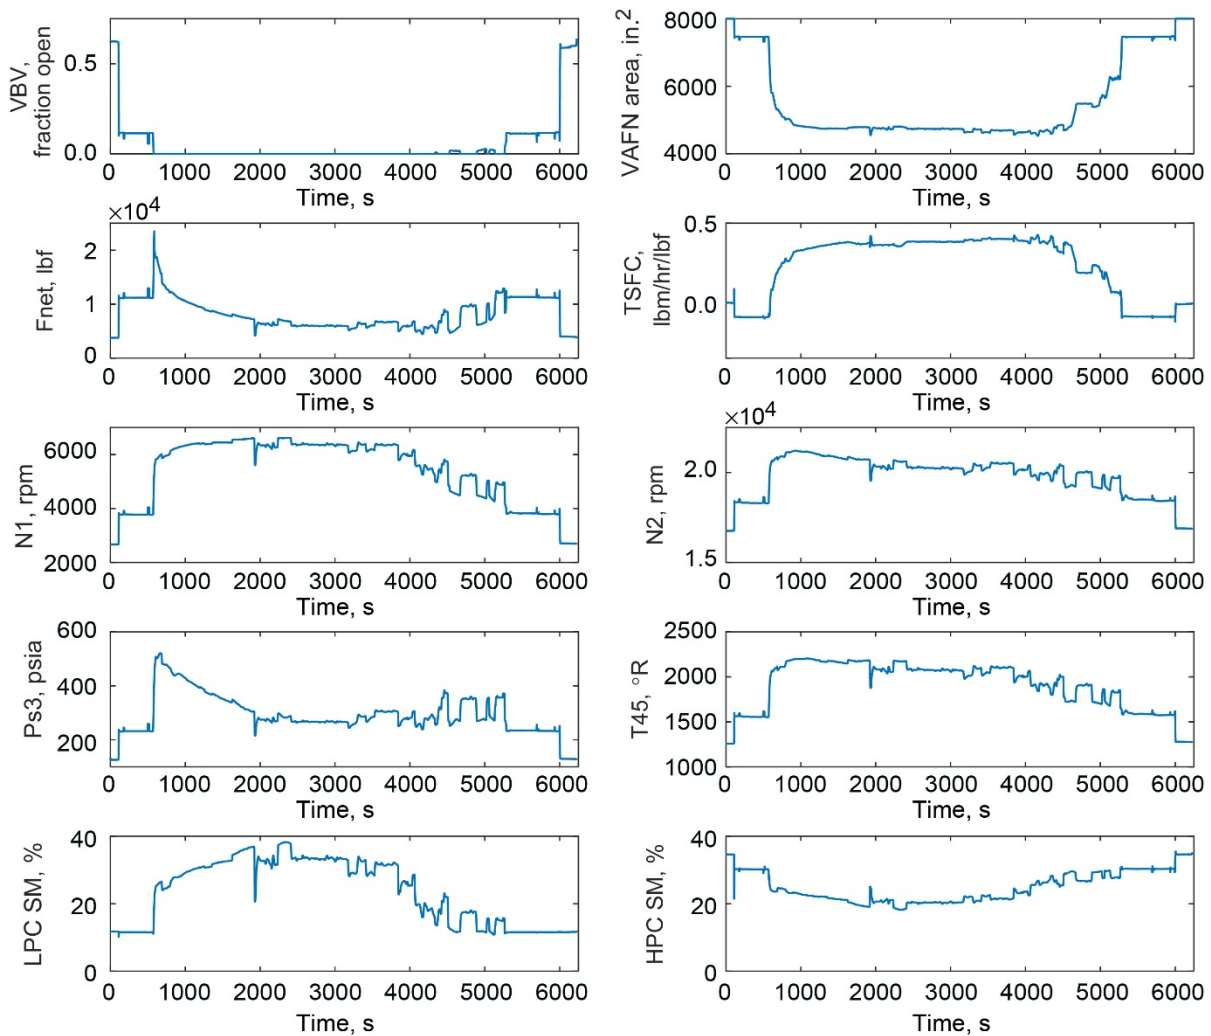 VBV,
fraction open
0.5
0.0
0 1000 2000 3000 4000 5000 6000
Time, s
VAFN area, in.²
8000
6000
4000
0 1000 2000 3000 4000 5000 6000
Time, s
×10⁴
Fnet, lbf
2
1
0
0 1000 2000 3000 4000 5000 6000
Time, s
TSFC,
lbm/hr/lbf
0.5
0.0
0 1000 2000 3000 4000 5000 6000
Time, s
N1, rpm
6000
4000
2000
0 1000 2000 3000 4000 5000 6000
Time, s
×10⁴
N2, rpm
2.0
1.5
0 1000 2000 3000 4000 5000 6000
Time, s
Ps3, psia
600
400
200
0 1000 2000 3000 4000 5000 6000
Time, s
T45, °R
2500
2000
1500
1000
0 1000 2000 3000 4000 5000 6000
Time, s
LPC SM, %
40
20
0
0 1000 2000 3000 4000 5000 6000
Time, s
HPC SM, %
40
20
0
0 1000 2000 3000 4000 5000 6000
Time, s